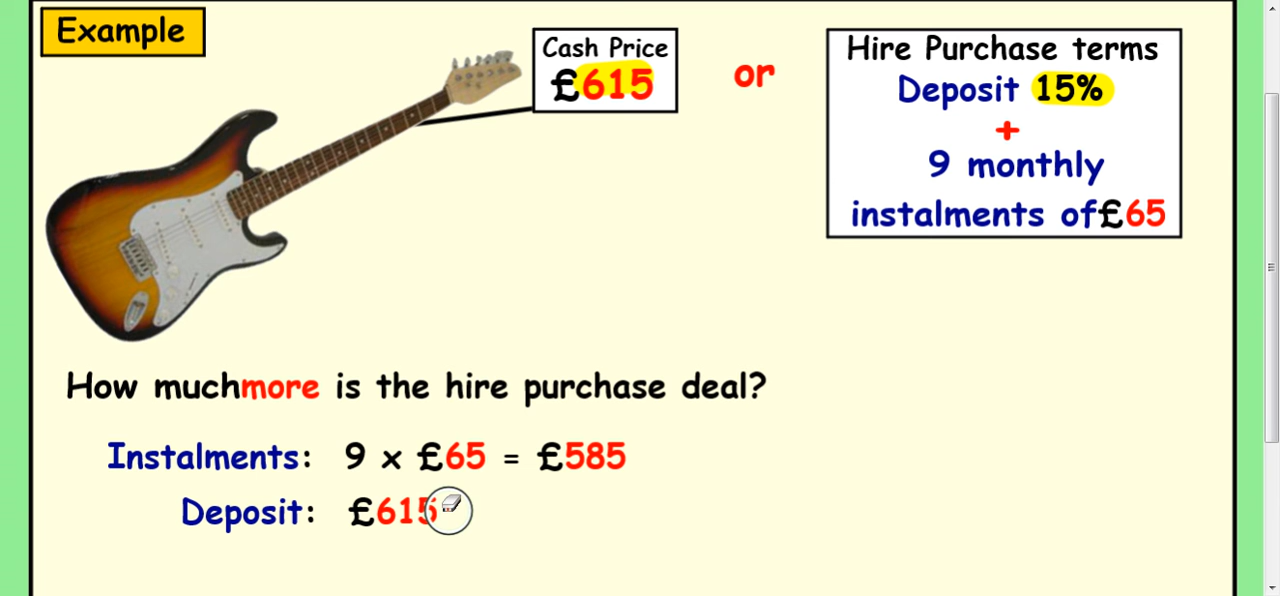 Example
Cash Price
£615
or
Hire Purchase terms
Deposit 15%
+
9 monthly
instalments of£65
How muchmore is the hire purchase deal?
Instalments: 9 x £65 = £585
Deposit: £615